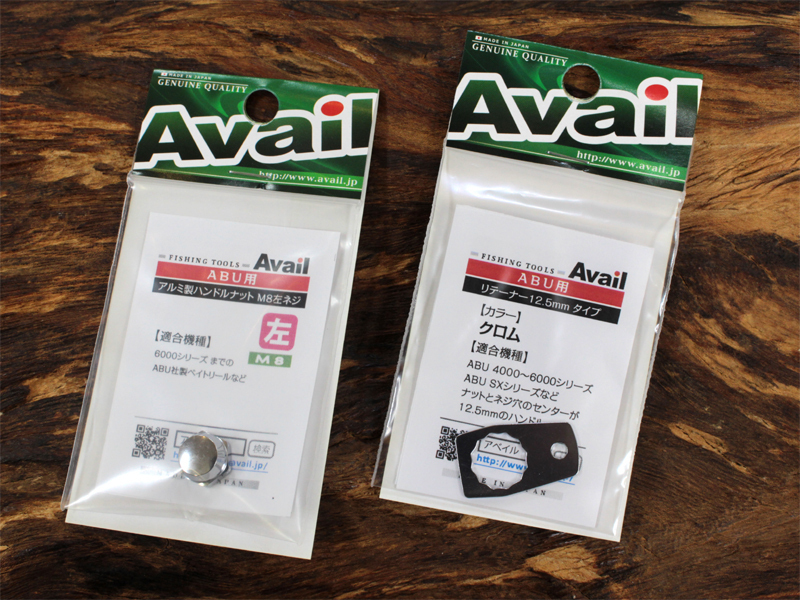 MADE IN JAPAN
GENUINE QUALITY
Avail
http://www.avail.jp
FISHING TOOLS Avail
ABU用
アルミ製ハンドルナット M8左ネジ
左
M8
【適合機種】
6000シリーズ までの
ABU社製ベイトリールなど
検索
avail.jp/
JAPAN
MADE IN JAPAN
GENUINE QUALITY
Avail
http://www.avail.jp
FISHING TOOLS Avail
ABU用
リテーナー12.5mm タイプ
【カラー】
クロム
【適合機種】
ABU 4000〜6000シリーズ
ABU SXシリーズなど
ナットとネジ穴のセンターが
12.5mmのハンドル
アベイル
http://www
IN JAPAN